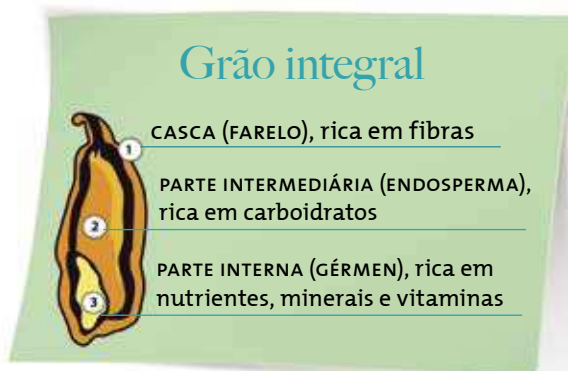 Grão integral
CASCA (FARELO), rica em fibras
1
PARTE INTERMEDIÁRIA (ENDOSPERMA),
rica em carboidratos
2
PARTE INTERNA (GÉRMEN), rica em
nutrientes, minerais e vitaminas
3